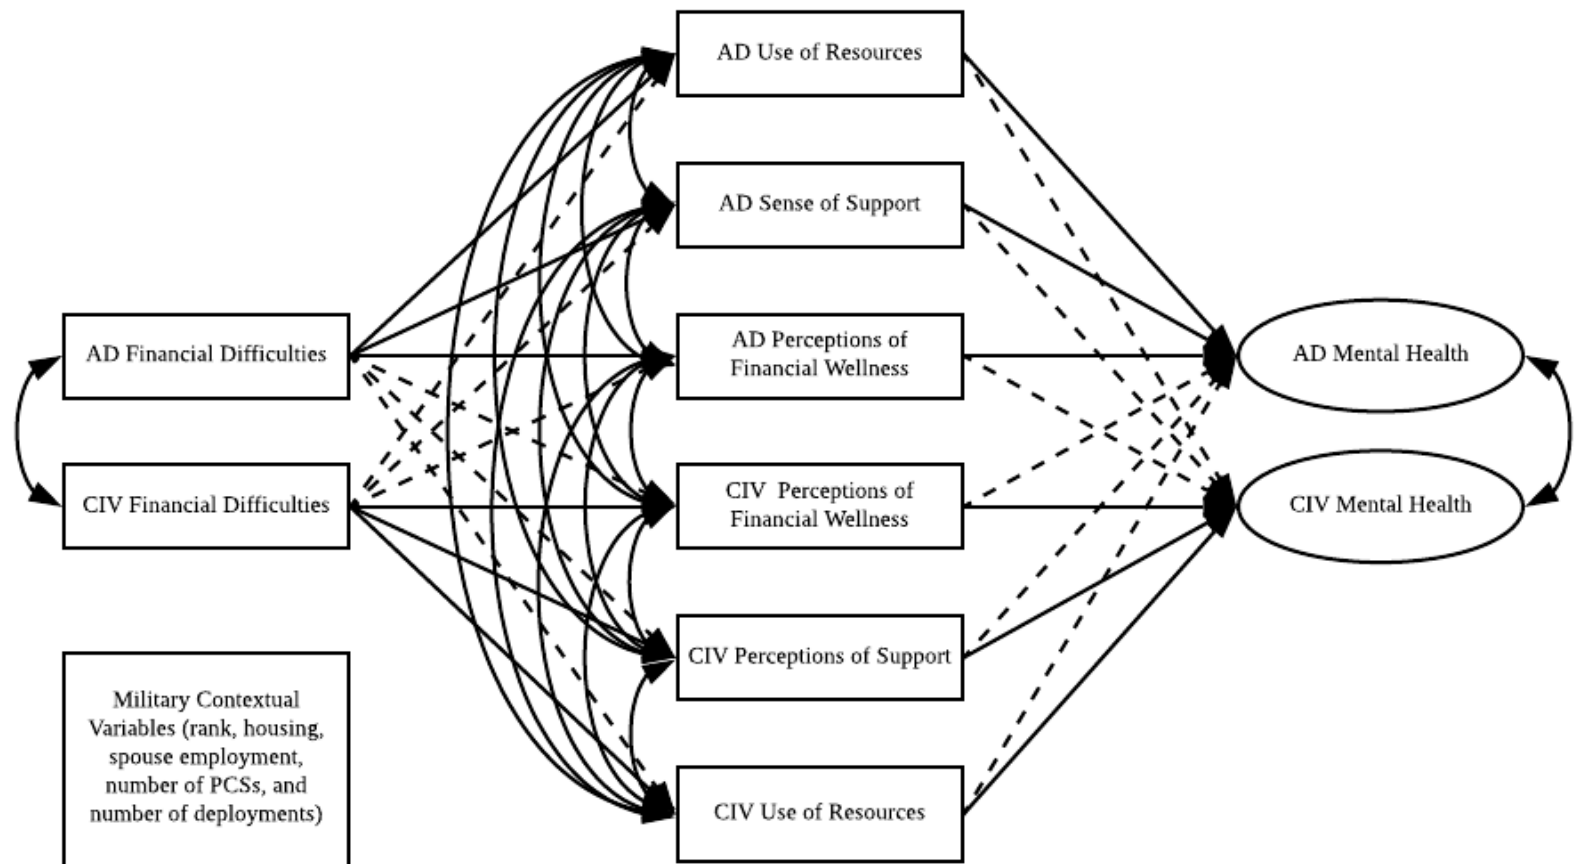 AD Use of Resources
AD Sense of Support
AD Perceptions of
Financial Wellness
AD Financial Difficulties
AD Mental Health
CIV Financial Difficulties
CIV  Perceptions of
Financial Wellness
CIV Mental Health
CIV Perceptions of Support
Military Contextual
Variables (rank, housing,
spouse employment,
number of PCSs, and
number of deployments)
CIV Use of Resources